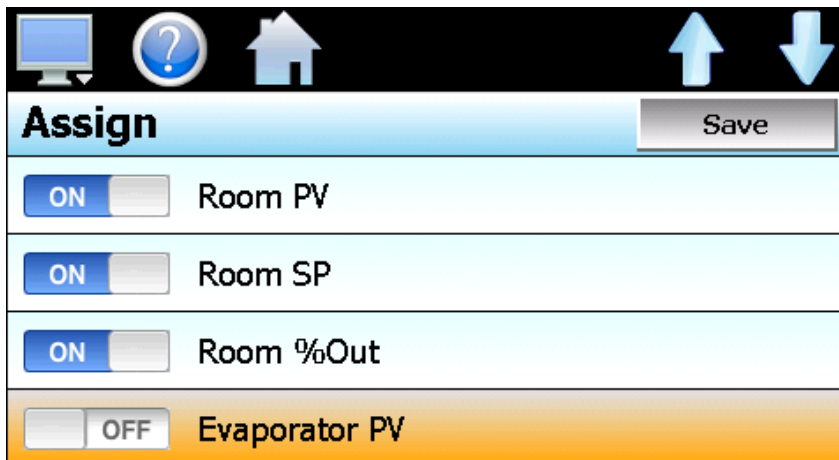 ?
Assign
Save
ON Room PV
ON Room SP
ON Room %Out
OFF Evaporator PV